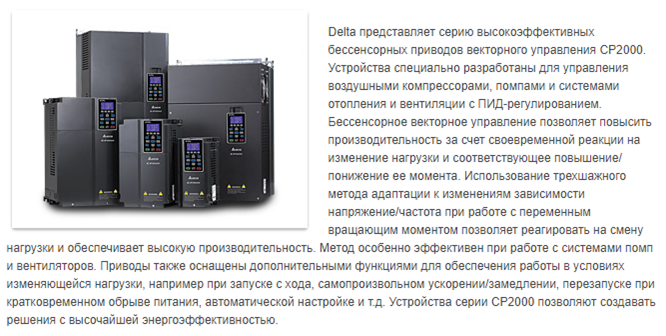 Delta представляет серию высокоэффективных
бессенсорных приводов векторного управления CP2000.
Устройства специально разработаны для управления
воздушными компрессорами, помпами и системами
отопления и вентиляции с ПИД-регулированием.
Бессенсорное векторное управление позволяет повысить
производительность за счет своевременной реакции на
изменение нагрузки и соответствующее повышение/
понижение ее момента. Использование трехшажного
метода адаптации к изменениям зависимости
напряжение/частота при работе с переменным
вращающим моментом позволяет реагировать на смену
нагрузки и обеспечивает высокую производительность. Метод особенно эффективен при работе с системами помп
и вентиляторов. Приводы также оснащены дополнительными функциями для обеспечения работы в условиях
изменяющейся нагрузки, например при запуске с хода, самопроизвольном ускорении/замедлении, перезапуске при
кратковременном обрыве питания, автоматической настройке и т.д. Устройства серии CP2000 позволяют создавать
решения с высочайшей энергоэффективностью.